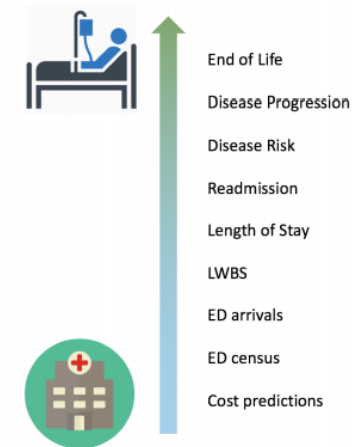 End of Life
Disease Progression
Disease Risk
Readmission
Length of Stay
LWBS
ED arrivals
ED census
Cost predictions